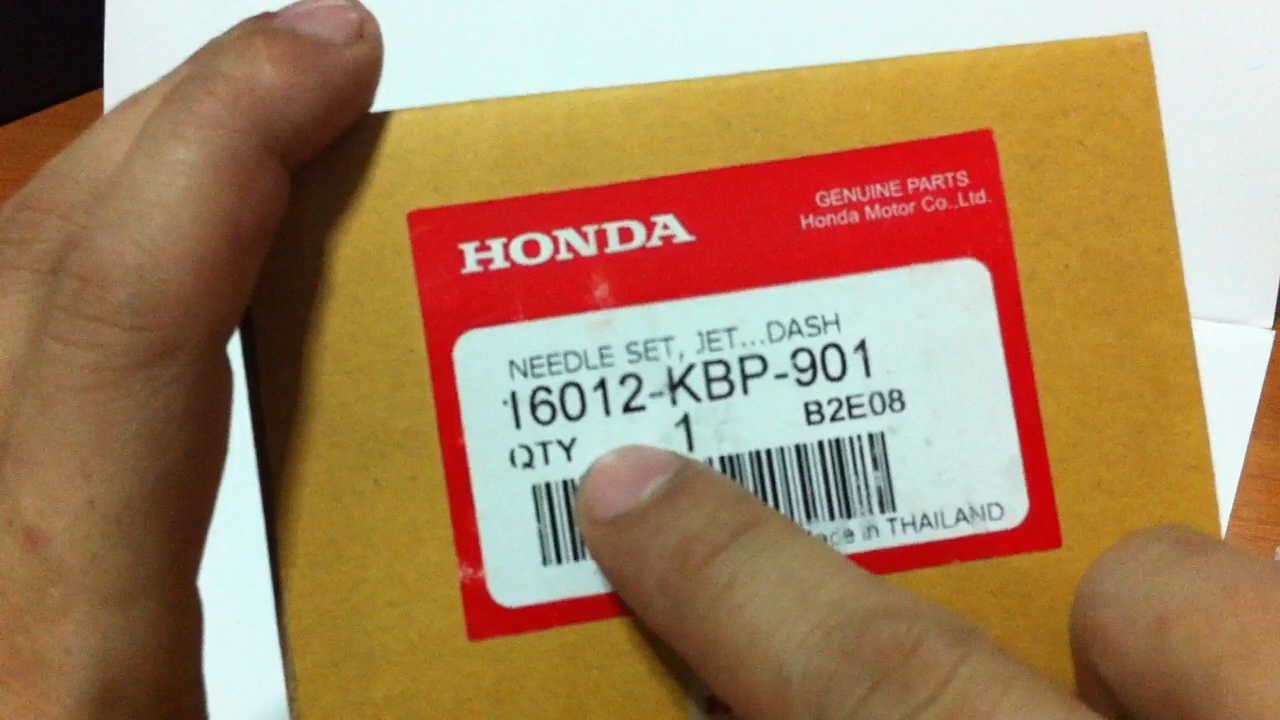 HONDA
GENUINE PARTS
Honda Motor Co.,Ltd.
NEEDLE SET, JET...DASH
16012-KBP-901
QTY 1 B2E08
in THAILAND